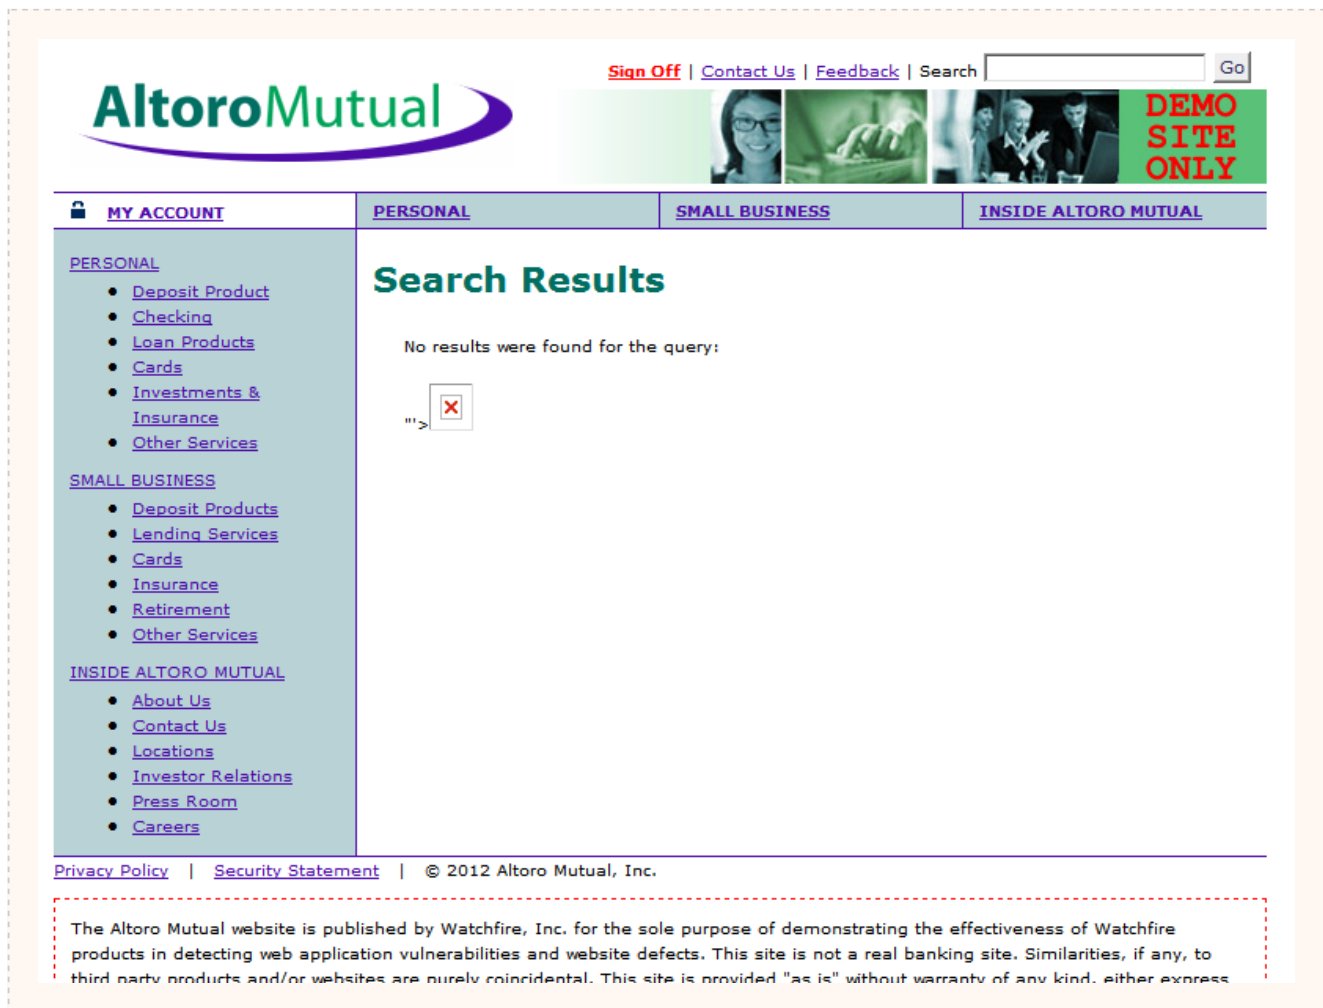 Sign Off | Contact Us | Feedback | Search Go
AltoroMutual
DEMO
SITE
ONLY
MY ACCOUNT PERSONAL SMALL BUSINESS INSIDE ALTORO MUTUAL
PERSONAL
Deposit Product
Checking
Loan Products
Cards
Investments &
Insurance
Other Services
SMALL BUSINESS
Deposit Products
Lending Services
Cards
Insurance
Retirement
Other Services
INSIDE ALTORO MUTUAL
About Us
Contact Us
Locations
Investor Relations
Press Room
Careers
Search Results
No results were found for the query:
"'>
Privacy Policy | Security Statement | © 2012 Altoro Mutual, Inc.
The Altoro Mutual website is published by Watchfire, Inc. for the sole purpose of demonstrating the effectiveness of Watchfire
products in detecting web application vulnerabilities and website defects. This site is not a real banking site. Similarities, if any, to
third party products and/or websites are purely coincidental. This site is provided "as is" without warranty of any kind, either express